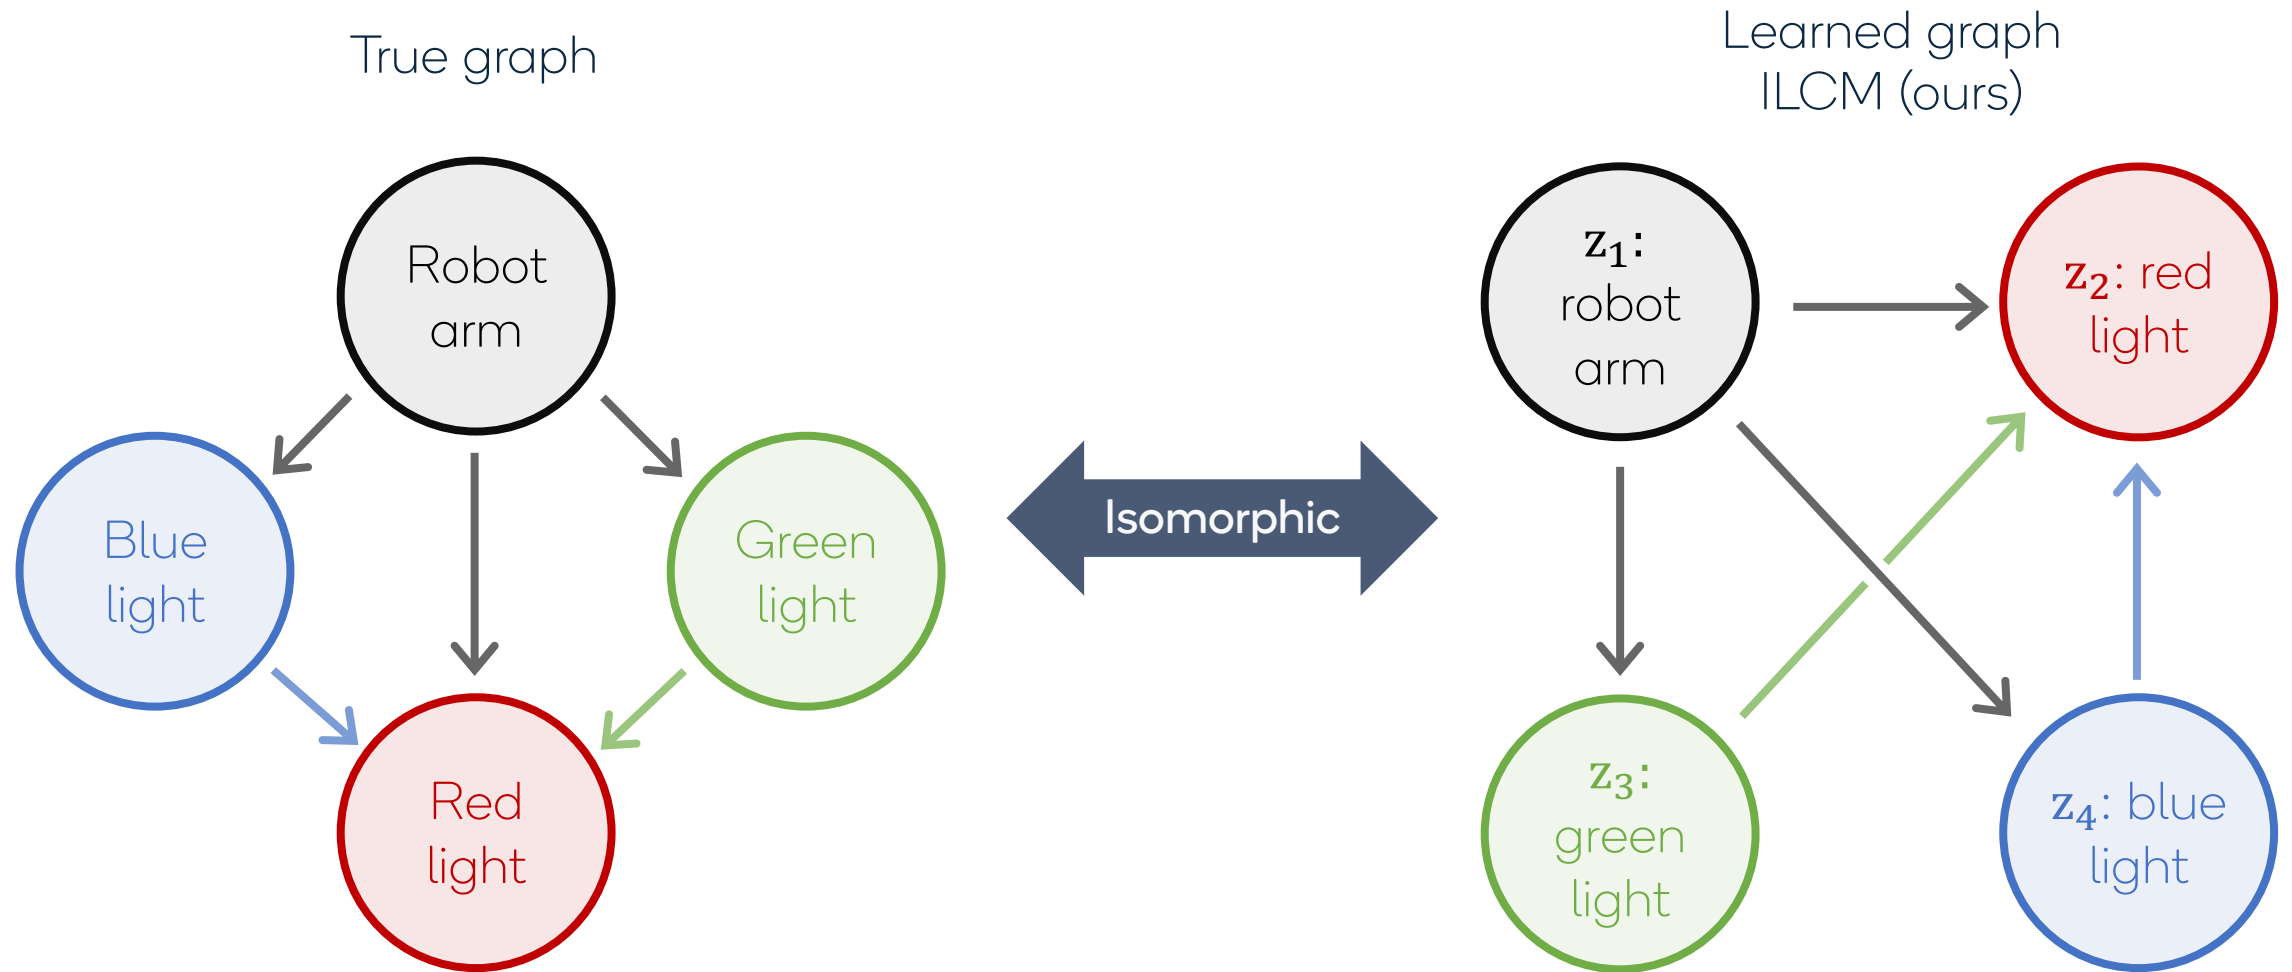 True graph
Robot
arm
Blue
light
Green
light
Red
light
Isomorphic
Learned graph
ILCM (ours)
z₁:
robot
arm
z₂: red
light
z₃:
green
light
z₄: blue
light